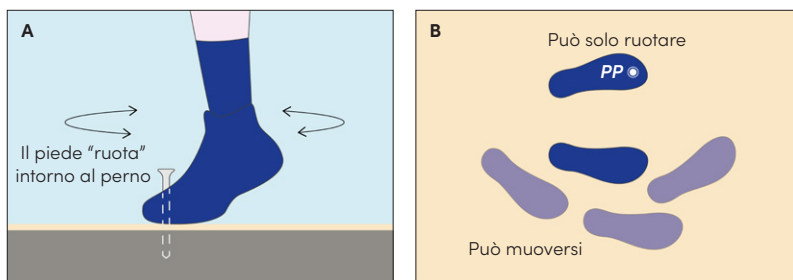 A
Il piede “ruota”
intorno al perno
B
Può solo ruotare
PP
Può muoversi